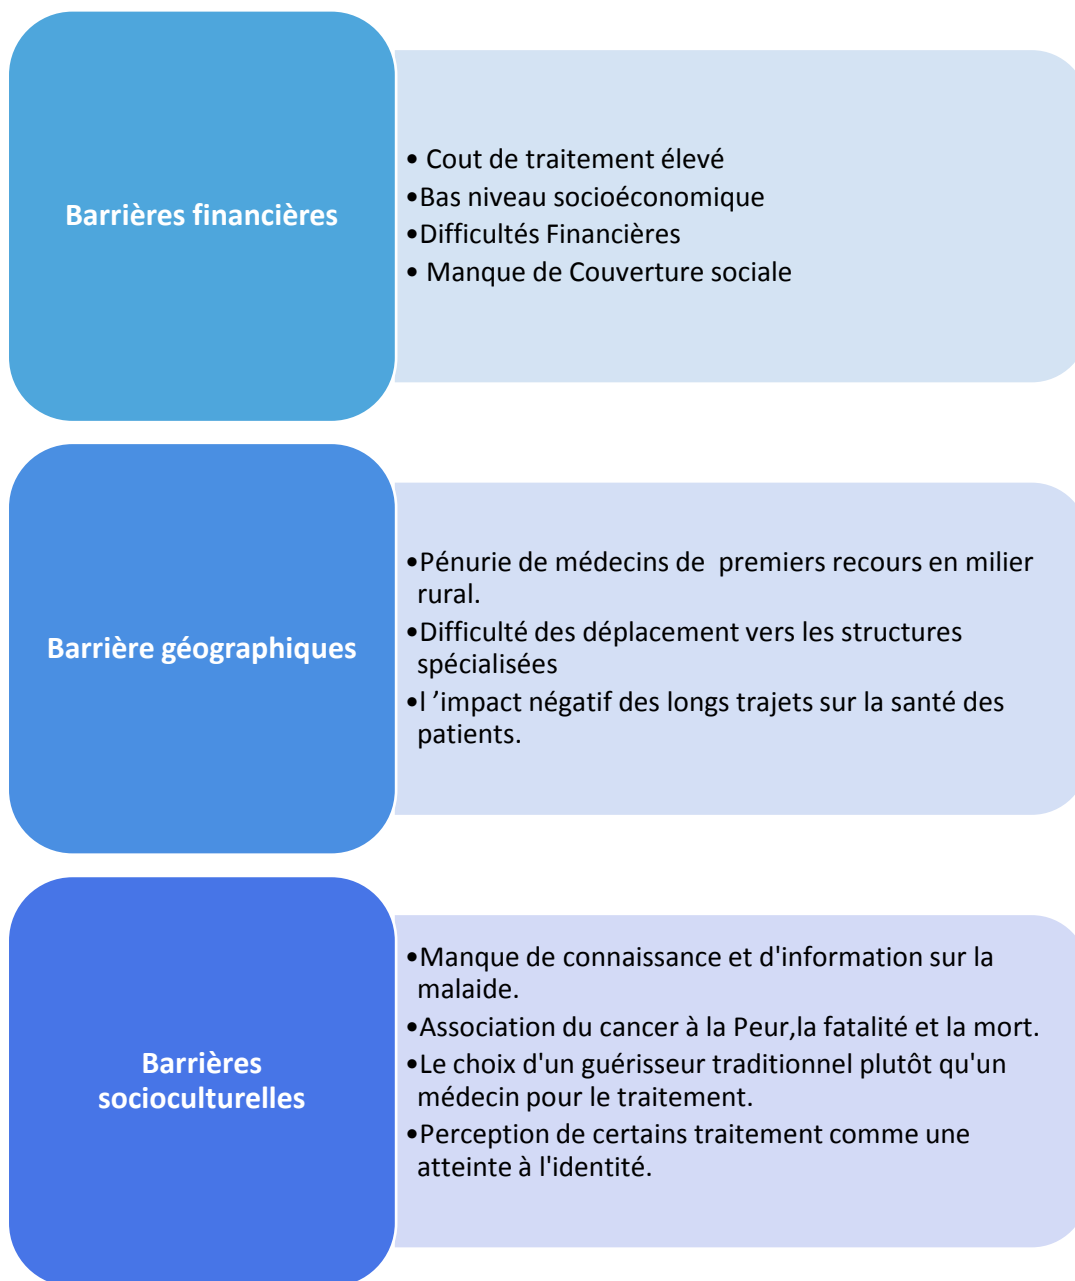 Barrières financières
• Cout de traitement élevé
•Bas niveau socioéconomique
•Difficultés Financières
• Manque de Couverture sociale
Barrière géographiques
•Pénurie de médecins de premiers recours en milier
rural.
•Difficulté des déplacement vers les structures
spécialisées
•l ’impact négatif des longs trajets sur la santé des
patients.
Barrières
socioculturelles
•Manque de connaissance et d'information sur la
malaide.
•Association du cancer à la Peur,la fatalité et la mort.
•Le choix d'un guérisseur traditionnel plutôt qu'un
médecin pour le traitement.
•Perception de certains traitement comme une
atteinte à l'identité.